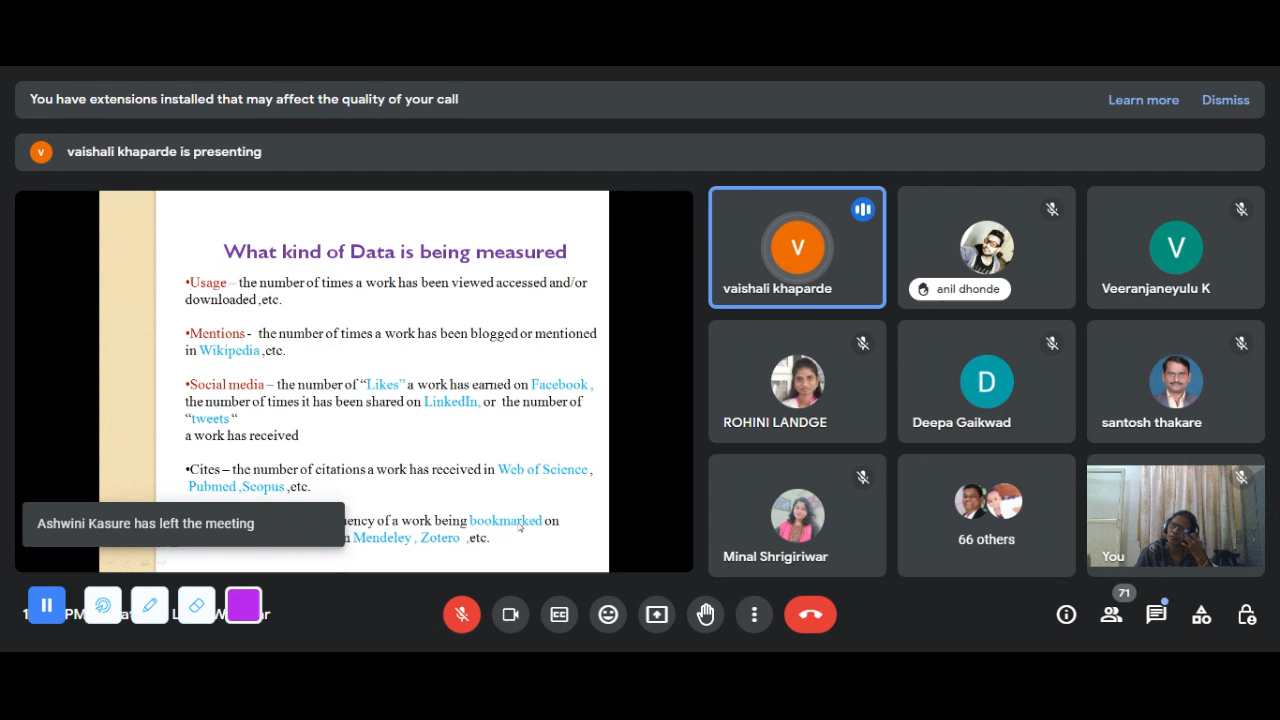 You have extensions installed that may affect the quality of your call
Learn more
Dismiss
V
vaishali khaparde is presenting
What kind of Data is being measured
•Usage – the number of times a work has been viewed accessed and/or
downloaded ,etc.
•Mentions - the number of times a work has been blogged or mentioned
in Wikipedia ,etc.
•Social media – the number of “Likes” a work has earned on Facebook ,
the number of times it has been shared on LinkedIn, or the number of
“tweets “
a work has received
•Cites – the number of citations a work has received in Web of Science ,
Pubmed ,Scopus ,etc.
of a work being bookmarked on
Mendeley , Zotero ,etc.
Ashwini Kasure has left the meeting
V
vaishali khaparde
anil dhonde
V
Veeranjaneyulu K
ROHINI LANDGE
D
Deepa Gaikwad
santosh thakare
Minal Shrigiriwar
66 others
You
71